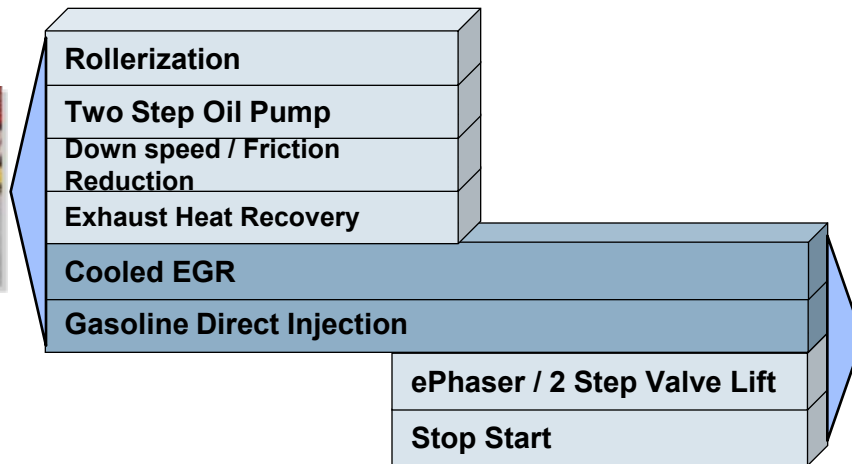 Rollerization
Two Step Oil Pump
Down speed / Friction
Reduction
Exhaust Heat Recovery
Cooled EGR
Gasoline Direct Injection
ePhaser / 2 Step Valve Lift
Stop Start